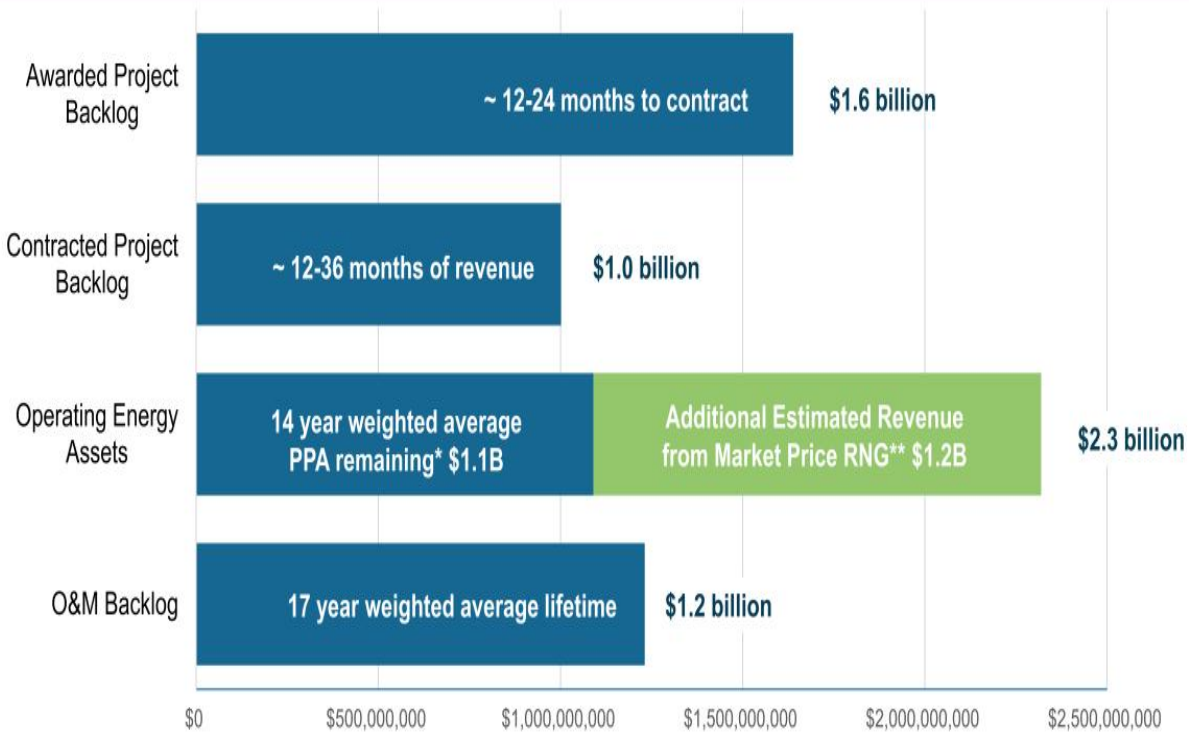 Awarded Project
Backlog
~ 12-24 months to contract
$1.6 billion
Contracted Project
Backlog
~ 12-36 months of revenue
$1.0 billion
Operating Energy
Assets
14 year weighted average
PPA remaining* $1.1B
Additional Estimated Revenue
from Market Price RNG** $1.2B
$2.3 billion
O&M Backlog
17 year weighted average lifetime
$1.2 billion
$0
$500,000,000
$1,000,000,000
$1,500,000,000
$2,000,000,000
$2,500,000,000